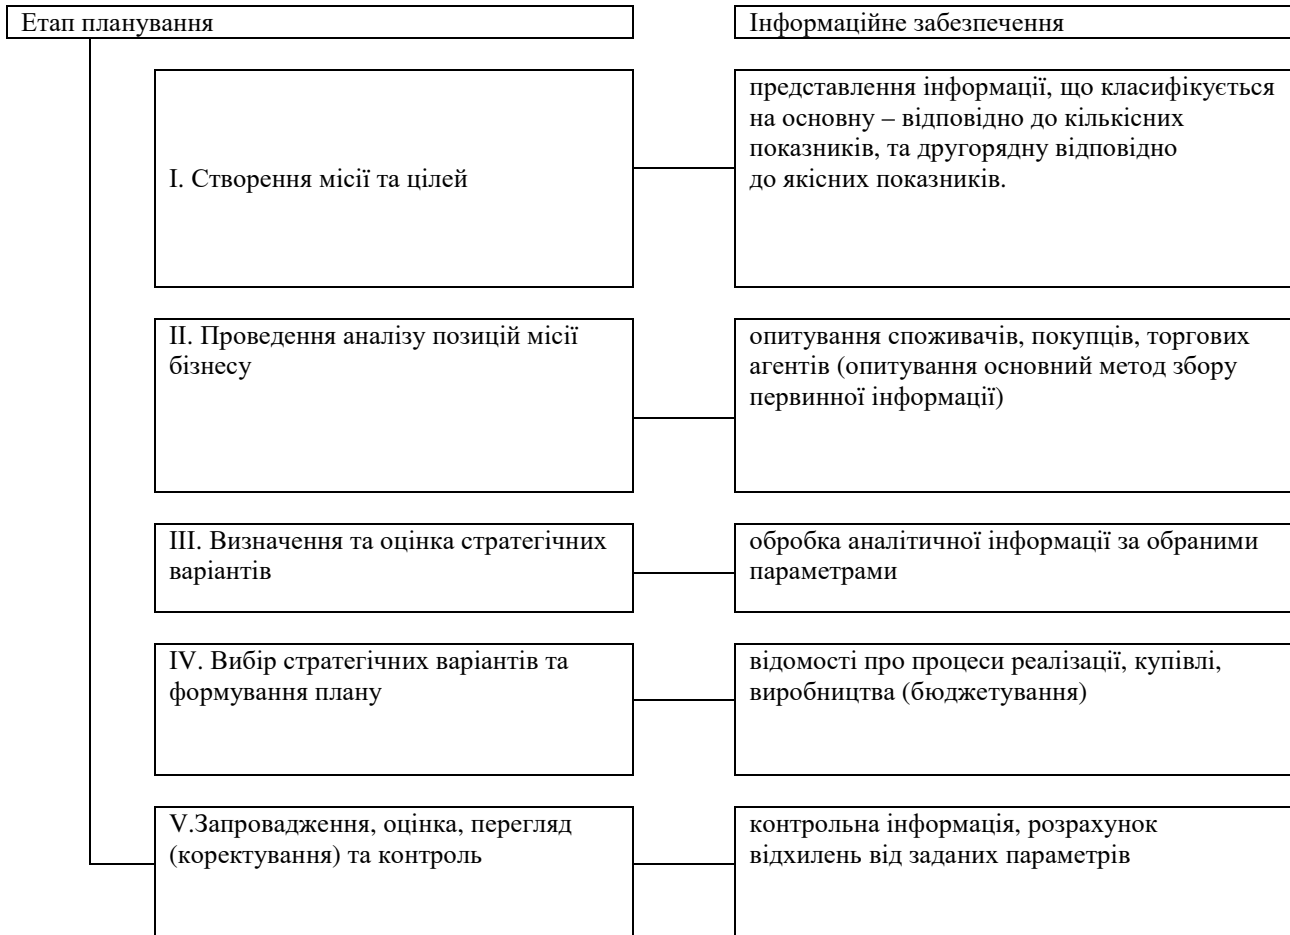 Етап планування
Інформаційне забезпечення
І. Створення місії та цілей
представлення інформації, що класифікується
на основну – відповідно до кількісних
показників, та другорядну відповідно
до якісних показників.
ІІ. Проведення аналізу позицій місії
бізнесу
опитування споживачів, покупців, торгових
агентів (опитування основний метод збору
первинної інформації)
ІІІ. Визначення та оцінка стратегічних
варіантів
обробка аналітичної інформації за обраними
параметрами
IV. Вибір стратегічних варіантів та
формування плану
відомості про процеси реалізації, купівлі,
виробництва (бюджетування)
V.Запровадження, оцінка, перегляд
(коректування) та контроль
контрольна інформація, розрахунок
відхилень від заданих параметрів